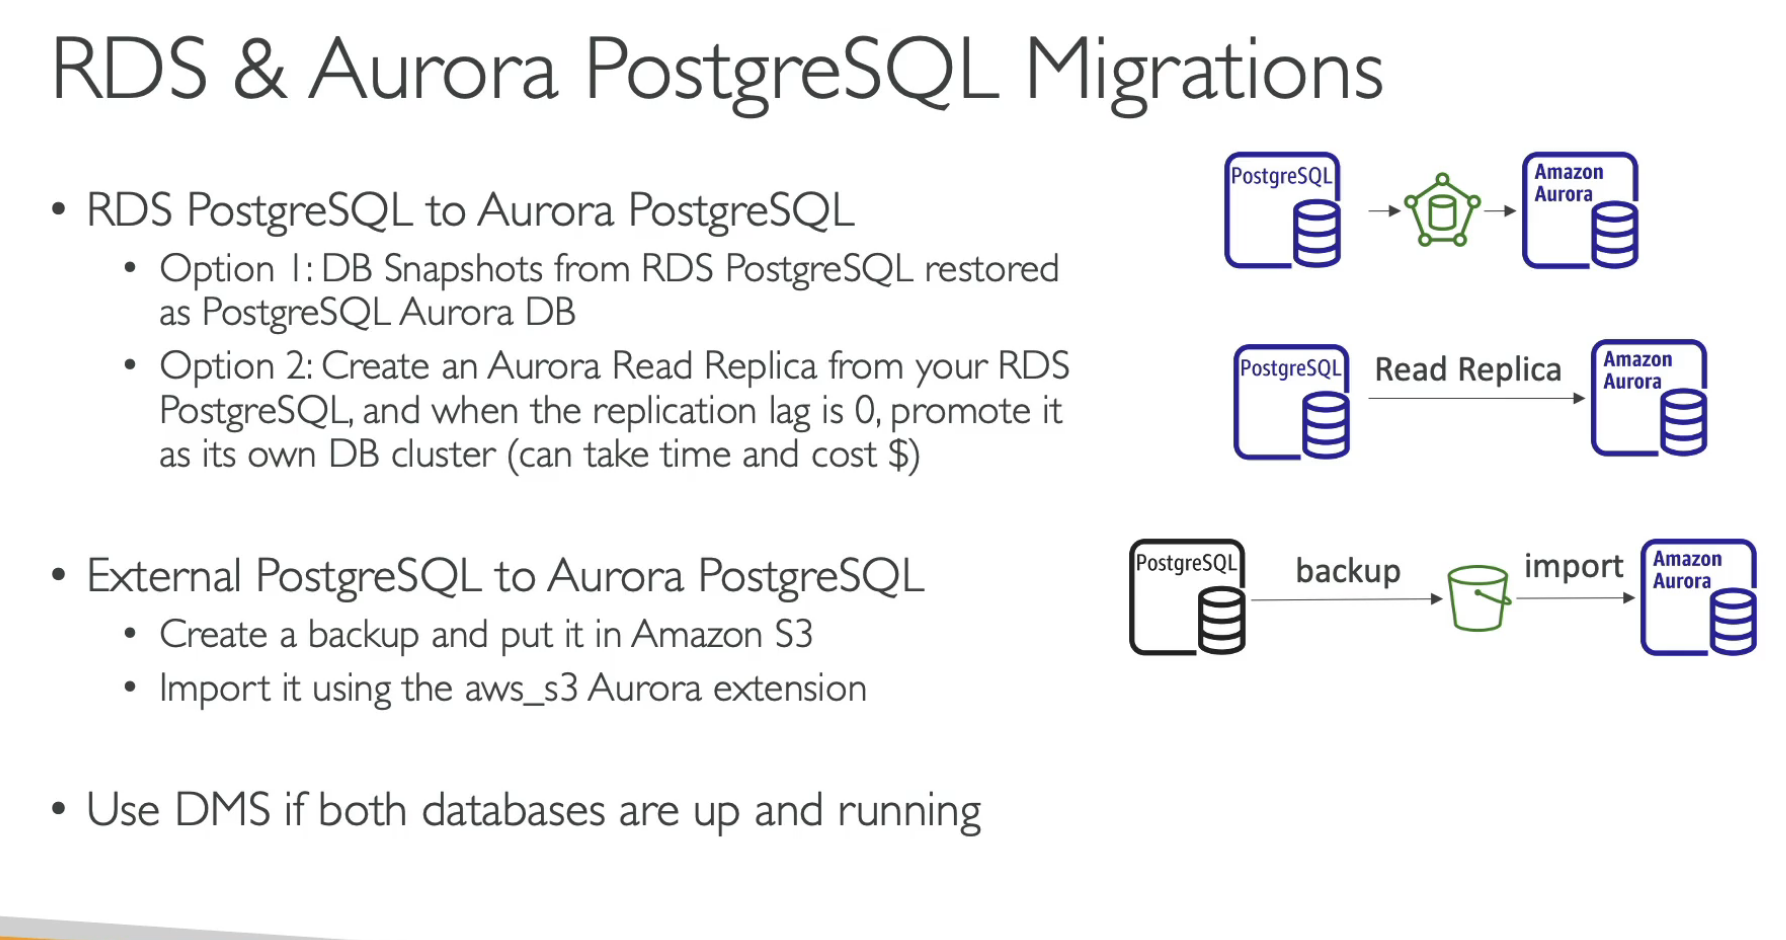 RDS & Aurora PostgreSQL Migrations
• RDS PostgreSQL to Aurora PostgreSQL
• Option 1: DB Snapshots from RDS PostgreSQL restored
as PostgreSQL Aurora DB
• Option 2: Create an Aurora Read Replica from your RDS
PostgreSQL, and when the replication lag is 0, promote it
as its own DB cluster (can take time and cost $)
• External PostgreSQL to Aurora PostgreSQL
• Create a backup and put it in Amazon S3
• Import it using the aws_s3 Aurora extension
• Use DMS if both databases are up and running
PostgreSQL
Amazon
Aurora
PostgreSQL
Read Replica
Amazon
Aurora
PostgreSQL
backup
import
Amazon
Aurora